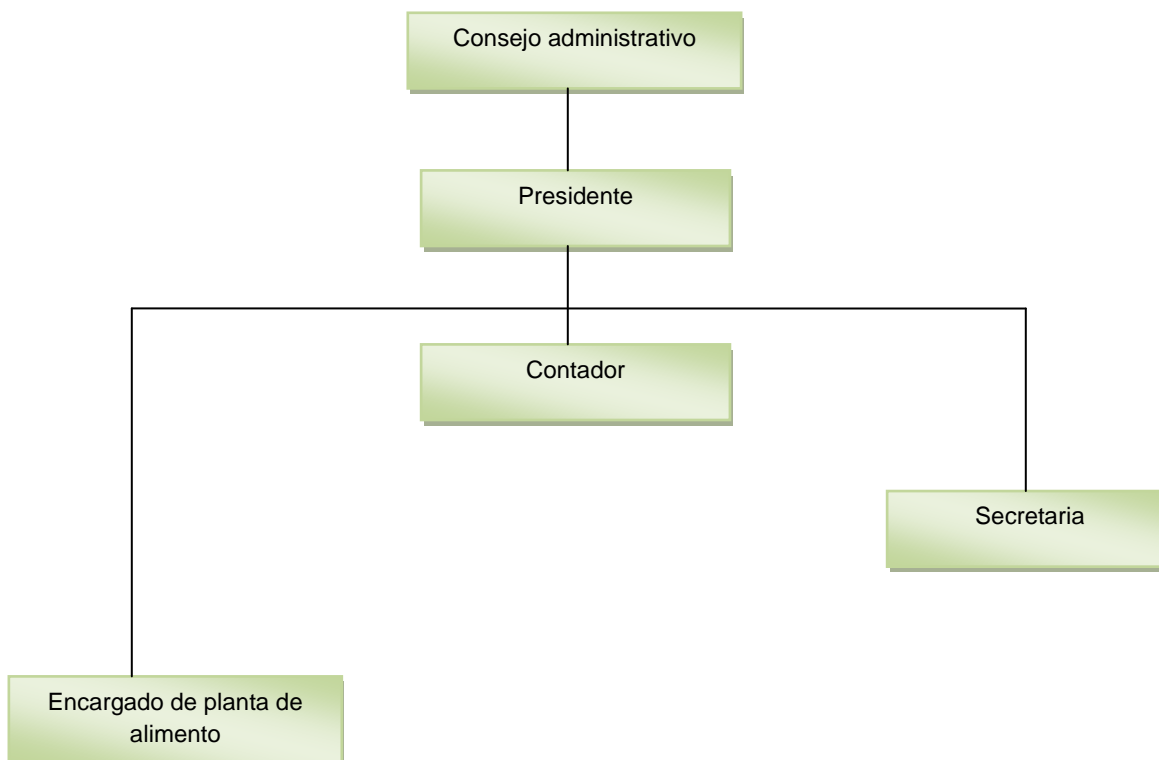 Consejo administrativo
Presidente
Contador
Secretaria
Encargado de planta de
alimento